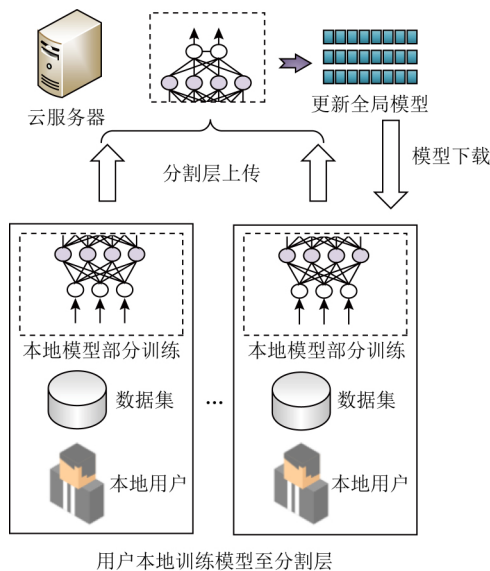 云服务器
更新全局模型
分割层上传
模型下载
本地模型部分训练
本地模型部分训练
数据集
...
数据集
本地用户
本地用户
用户本地训练模型至分割层